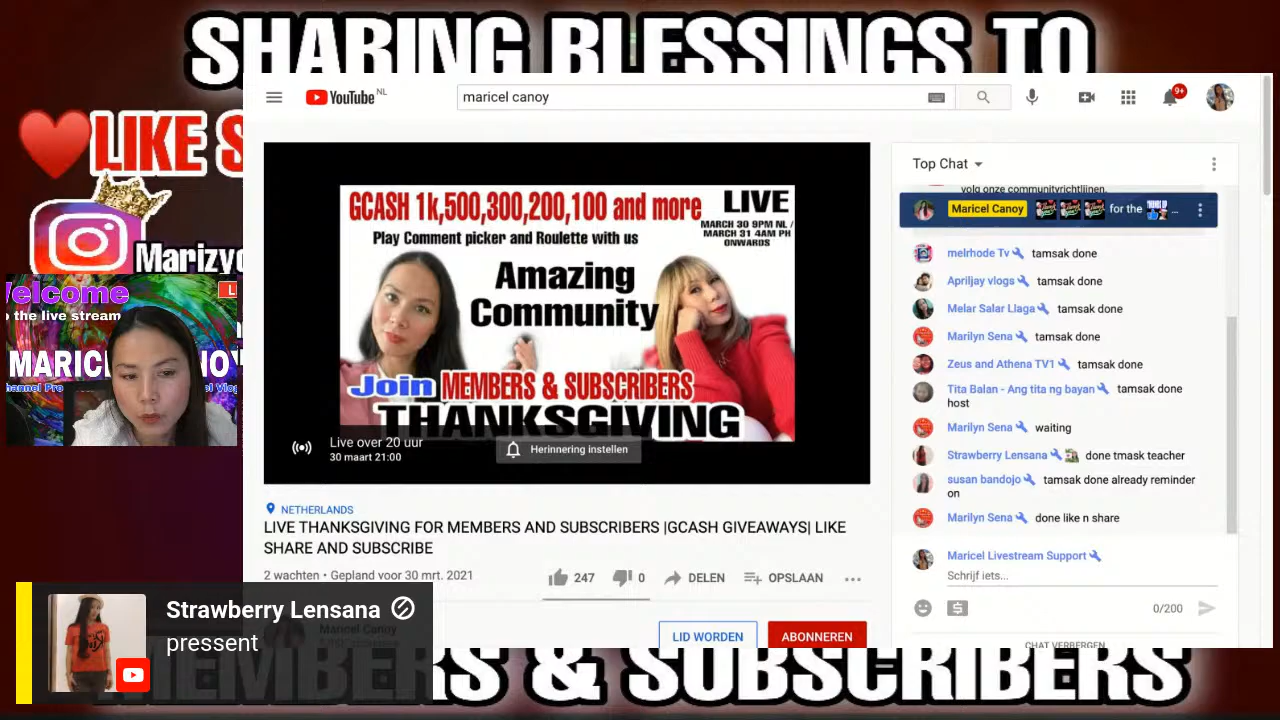 SHARING BLESSINGS TO
LIKE S
Marizy
Welcome
o the live stream
MARIC
NO
hannel Pro
el Vlog
YouTube NL
maricel canoy
9+
GCASH 1k,500,300,200,100 and more
Play Comment picker and Roulette with us
LIVE
MARCH 30 9PM NL /
MARCH 31 4AM PH
ONWARDS
Amazing
Community
Join MEMBERS & SUBSCRIBERS
THANKSGIVING
Live over 20 uur
30 maart 21:00
Herinnering instellen
NETHERLANDS
LIVE THANKSGIVING FOR MEMBERS AND SUBSCRIBERS |GCASH GIVEAWAYS| LIKE
SHARE AND SUBSCRIBE
2 wachten • Gepland voor 30 mrt. 2021
247
0
DELEN
OPSLAAN
Maricel Canoy
LID WORDEN
ABONNEREN
Top Chat
volg onze communityrichtlijnen.
Maricel Canoy for the ...
melrhode Tv tamsak done
Apriljay vlogs tamsak done
Melar Salar Llaga tamsak done
Marilyn Sena tamsak done
Zeus and Athena TV1 tamsak done
Tita Balan - Ang tita ng bayan tamsak done
host
Marilyn Sena waiting
Strawberry Lensana done tmask teacher
susan bandojo tamsak done already reminder
on
Marilyn Sena done like n share
Maricel Livestream Support
Schrijf iets...
0/200
CHAT VERBERGEN
Strawberry Lensana
pressent
MEMBERS & SUBSCRIBERS